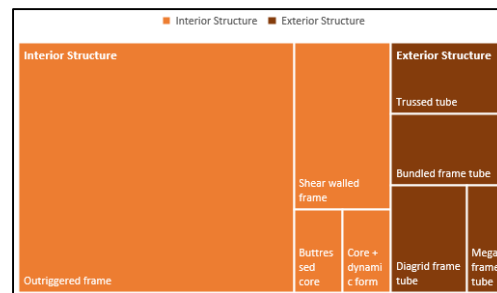 Interior Structure Exterior Structure
Interior Structure
Outriggered frame
Shear walled
frame
Buttres
sed
core
Core +
dynami
c form
Exterior Structure
Trussed tube
Bundled frame tube
Diagrid frame
tube
Mega
frame
tube